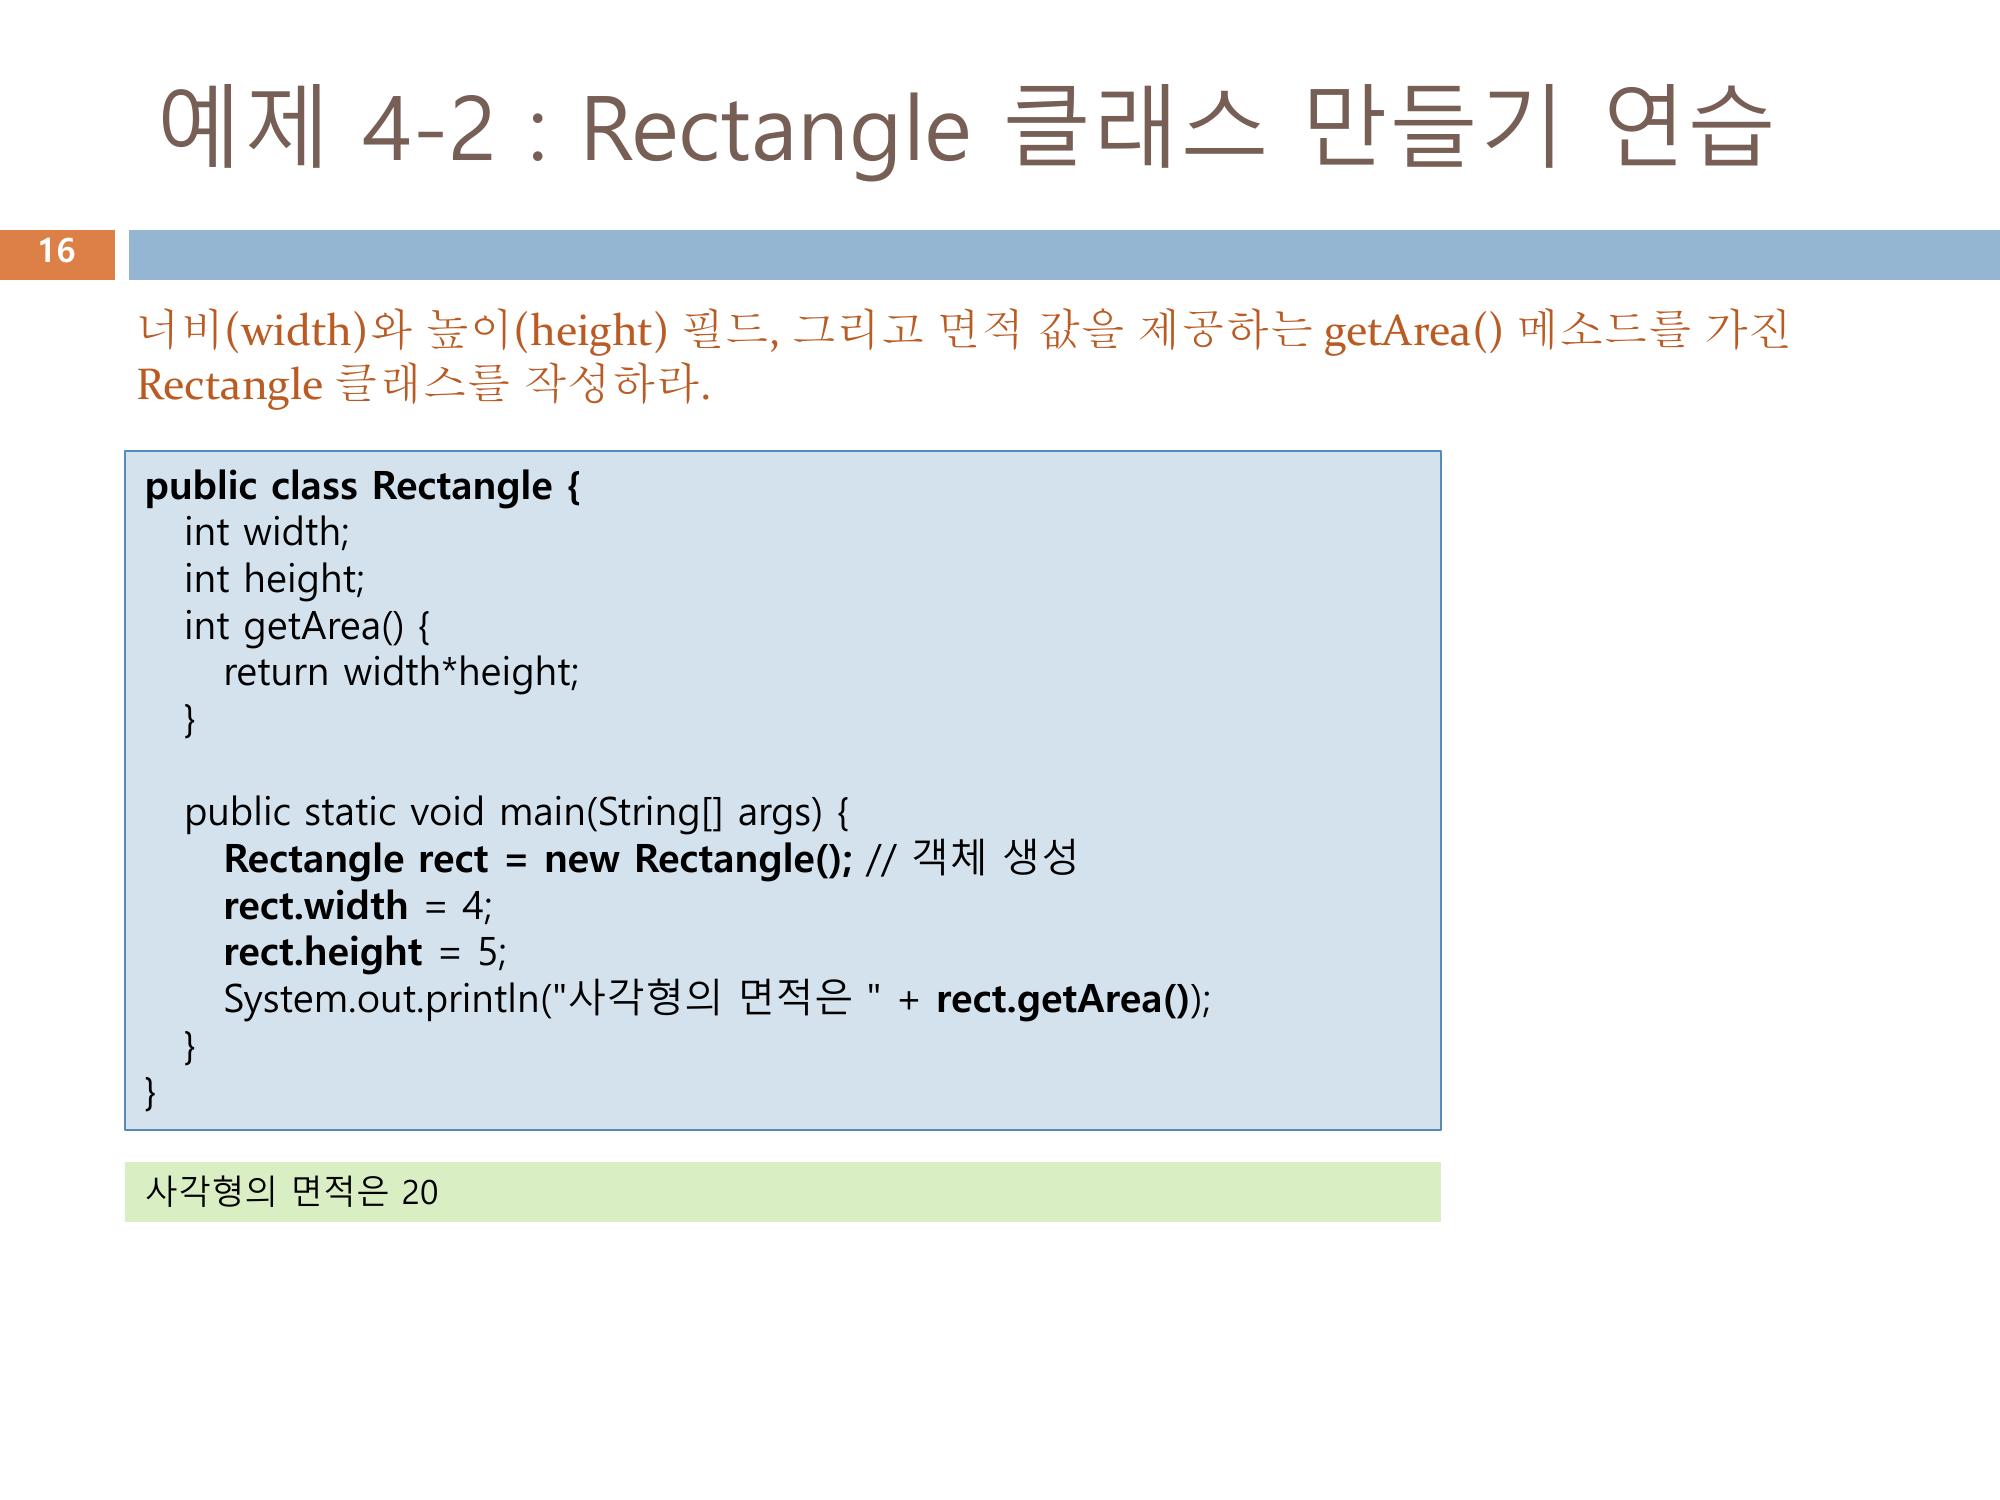 예제 4-2 : Rectangle 클래스 만들기 연습
16
너비(width)와 높이(height) 필드, 그리고 면적 값을 제공하는 getArea() 메소드를 가진
Rectangle 클래스를 작성하라.
public class Rectangle {
int width;
int height;
int getArea() {
return width*height;
}
public static void main(String[] args) {
Rectangle rect = new Rectangle(); // 객체 생성
rect.width = 4;
rect.height = 5;
System.out.println("사각형의 면적은 " + rect.getArea());
}
}
사각형의 면적은 20